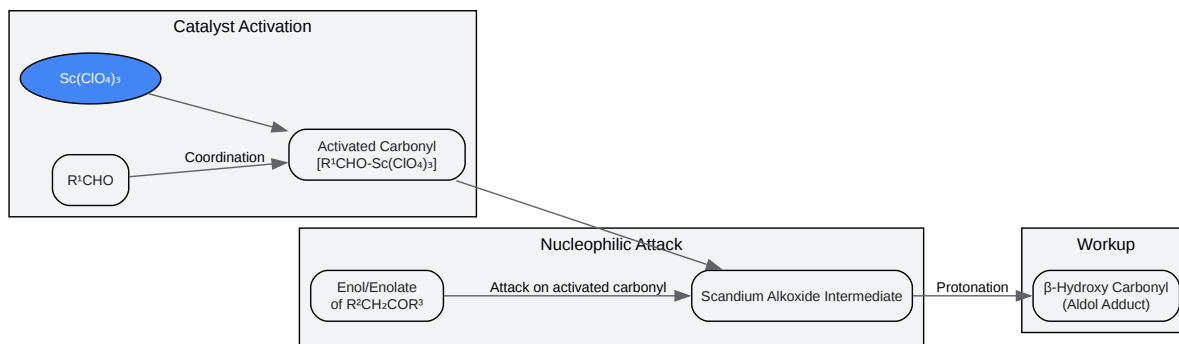 Catalyst Activation
Sc(ClO₄)₃
R¹CHO
Coordination
Activated Carbonyl
[R¹CHO-Sc(ClO₄)₃]
Nucleophilic Attack
Enol/Enolate
of R²CH₂COR³
Attack on activated carbonyl
Scandium Alkoxide Intermediate
Protonation
Workup
β-Hydroxy Carbonyl
(Aldol Adduct)